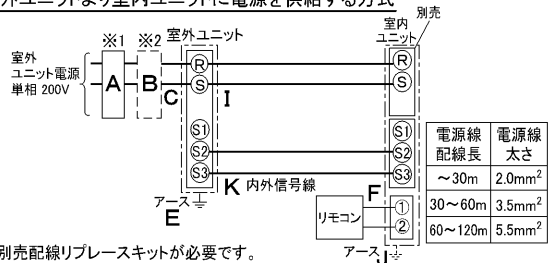 外ユニットより室内ユニットに電源を供給する方式
※1 ※2 室外ユニット 室内ユニット 別売
室外ユニット電源
単相 200V
A B C
R
S
I
R
S
S1
S2
S3
S1
S2
S3
K 内外信号線
アース
E
F
リモコン
①
②
アース
J
電源線配線長 電源線太さ
～30m 2.0mm²
30～60m 3.5mm²
60～120m 5.5mm²
別売配線リプレースキットが必要です。